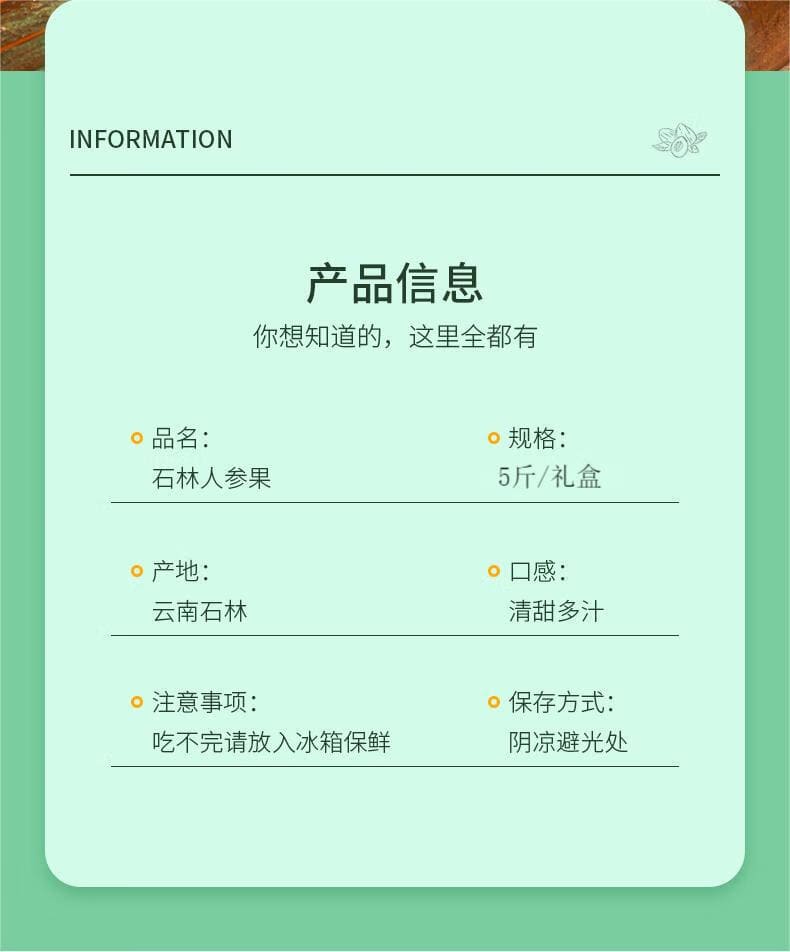 INFORMATION
产品信息
你想知道的，这里全都有
品名：
规格：
石林人参果
5斤/礼盒
产地：
口感：
云南石林
清甜多汁
注意事项：
保存方式：
吃不完请放入冰箱保鲜
阴凉避光处